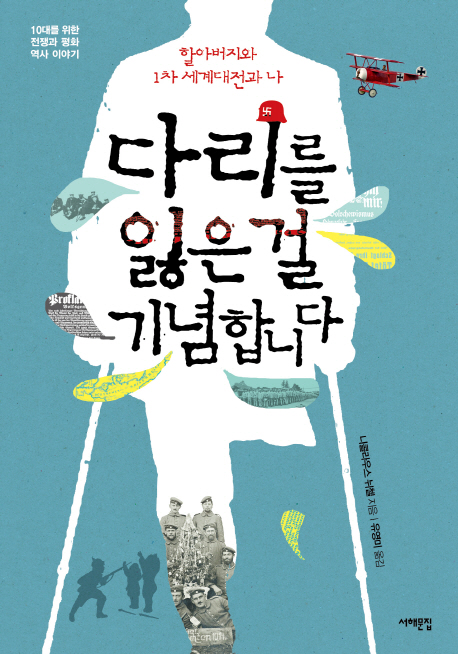 10대를 위한
전쟁과 평화
역사 이야기
할아버지와
1차 세계대전과 나
다리를
잃은 걸
기념합니다
니콜라우스 뉘첼 지음 | 유영미 옮김
서해문집